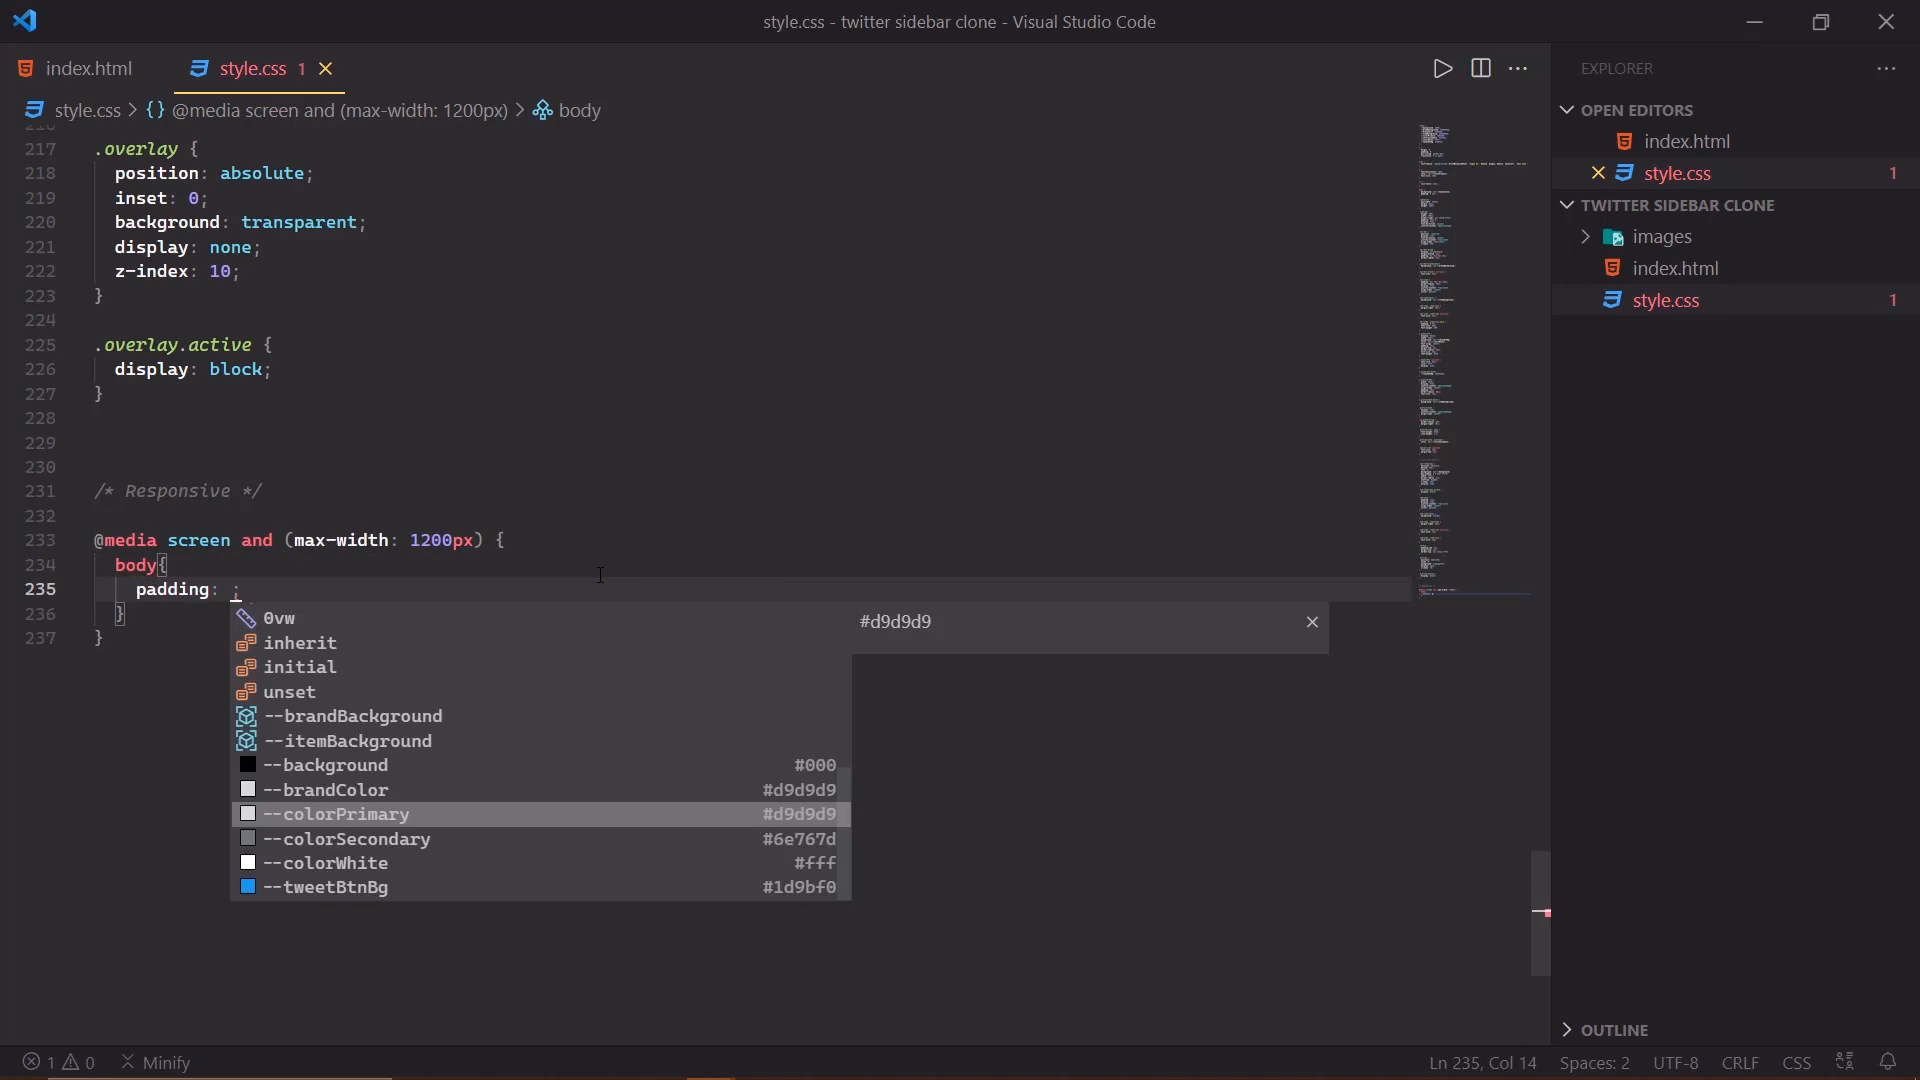 style.css - twitter sidebar clone - Visual Studio Code
index.html
style.css 1
style.css > {} @media screen and (max-width: 1200px) > body
217 .overlay {
218 position: absolute;
219 inset: 0;
220 background: transparent;
221 display: none;
222 z-index: 10;
223 }
224
225 .overlay.active {
226 display: block;
227 }
228
229
230
231 /* Responsive */
232
233 @media screen and (max-width: 1200px) {
234 body{
235 padding: ;
236 }
237 }
0vw
inherit
initial
unset
--brandBackground
--itemBackground
--background #000
--brandColor #d9d9d9
--colorPrimary #d9d9d9
--colorSecondary #6e767d
--colorWhite #fff
--tweetBtnBg #1d9bf0
#d9d9d9
EXPLORER
OPEN EDITORS
index.html
style.css 1
TWITTER SIDEBAR CLONE
images
index.html
style.css 1
OUTLINE
1 0 Minify
Ln 235, Col 14 Spaces: 2 UTF-8 CRLF CSS